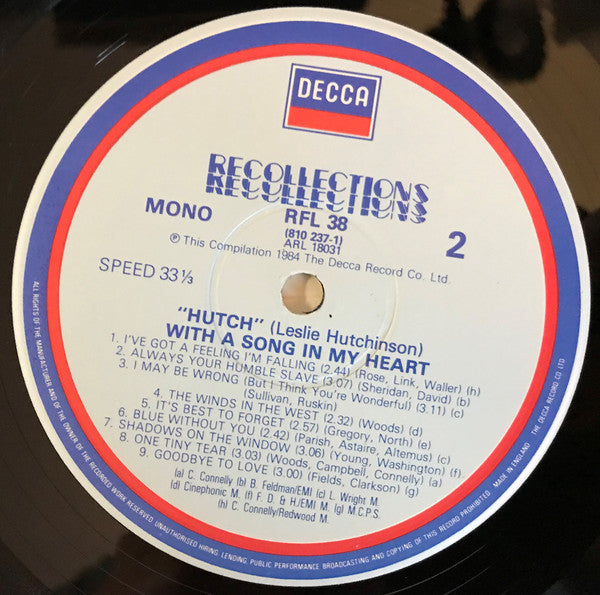 DECCA
RECOLLECTIONS
RECOLLECTIONS
MONO
RFL 38
(810 237-1)
ARL 18031
2
℗ This Compilation 1984 The Decca Record Co. Ltd.
SPEED 33⅓
"HUTCH" (Leslie Hutchinson)
WITH A SONG IN MY HEART
1. I'VE GOT A FEELING I'M FALLING (2.44) (Rose, Link, Waller) (h)
2. ALWAYS YOUR HUMBLE SLAVE (3.07) (Sheridan, David) (b)
3. I MAY BE WRONG (But I Think You're Wonderful) (3.11) (c)
(Sullivan, Ruskin)
4. THE WINDS IN THE WEST (2.32) (Woods) (d)
5. IT'S BEST TO FORGET (2.57) (Gregory, North) (e)
6. BLUE WITHOUT YOU (2.42) (Parish, Astaire, Altemus) (c)
7. SHADOWS ON THE WINDOW (3.06) (Young, Washington) (f)
8. ONE TINY TEAR (3.03) (Woods, Campbell, Connelly) (a)
9. GOODBYE TO LOVE (3.00) (Fields, Clarkson) (g)
(a) C. Connelly (b) B. Feldman/EMI (c) L. Wright M.
(d) Cinephonic M. (f) F. D. & H/EMI M. (g) M.C.P.S.
(h) C. Connelly/Redwood M.
ALL RIGHTS OF THE MANUFACTURER AND OF THE OWNER OF THE RECORDED WORK RESERVED. UNAUTHORISED HIRING, LENDING, PUBLIC PERFORMANCE, BROADCASTING AND COPYING OF THIS RECORD PROHIBITED. MADE IN ENGLAND. THE DECCA RECORD CO LTD